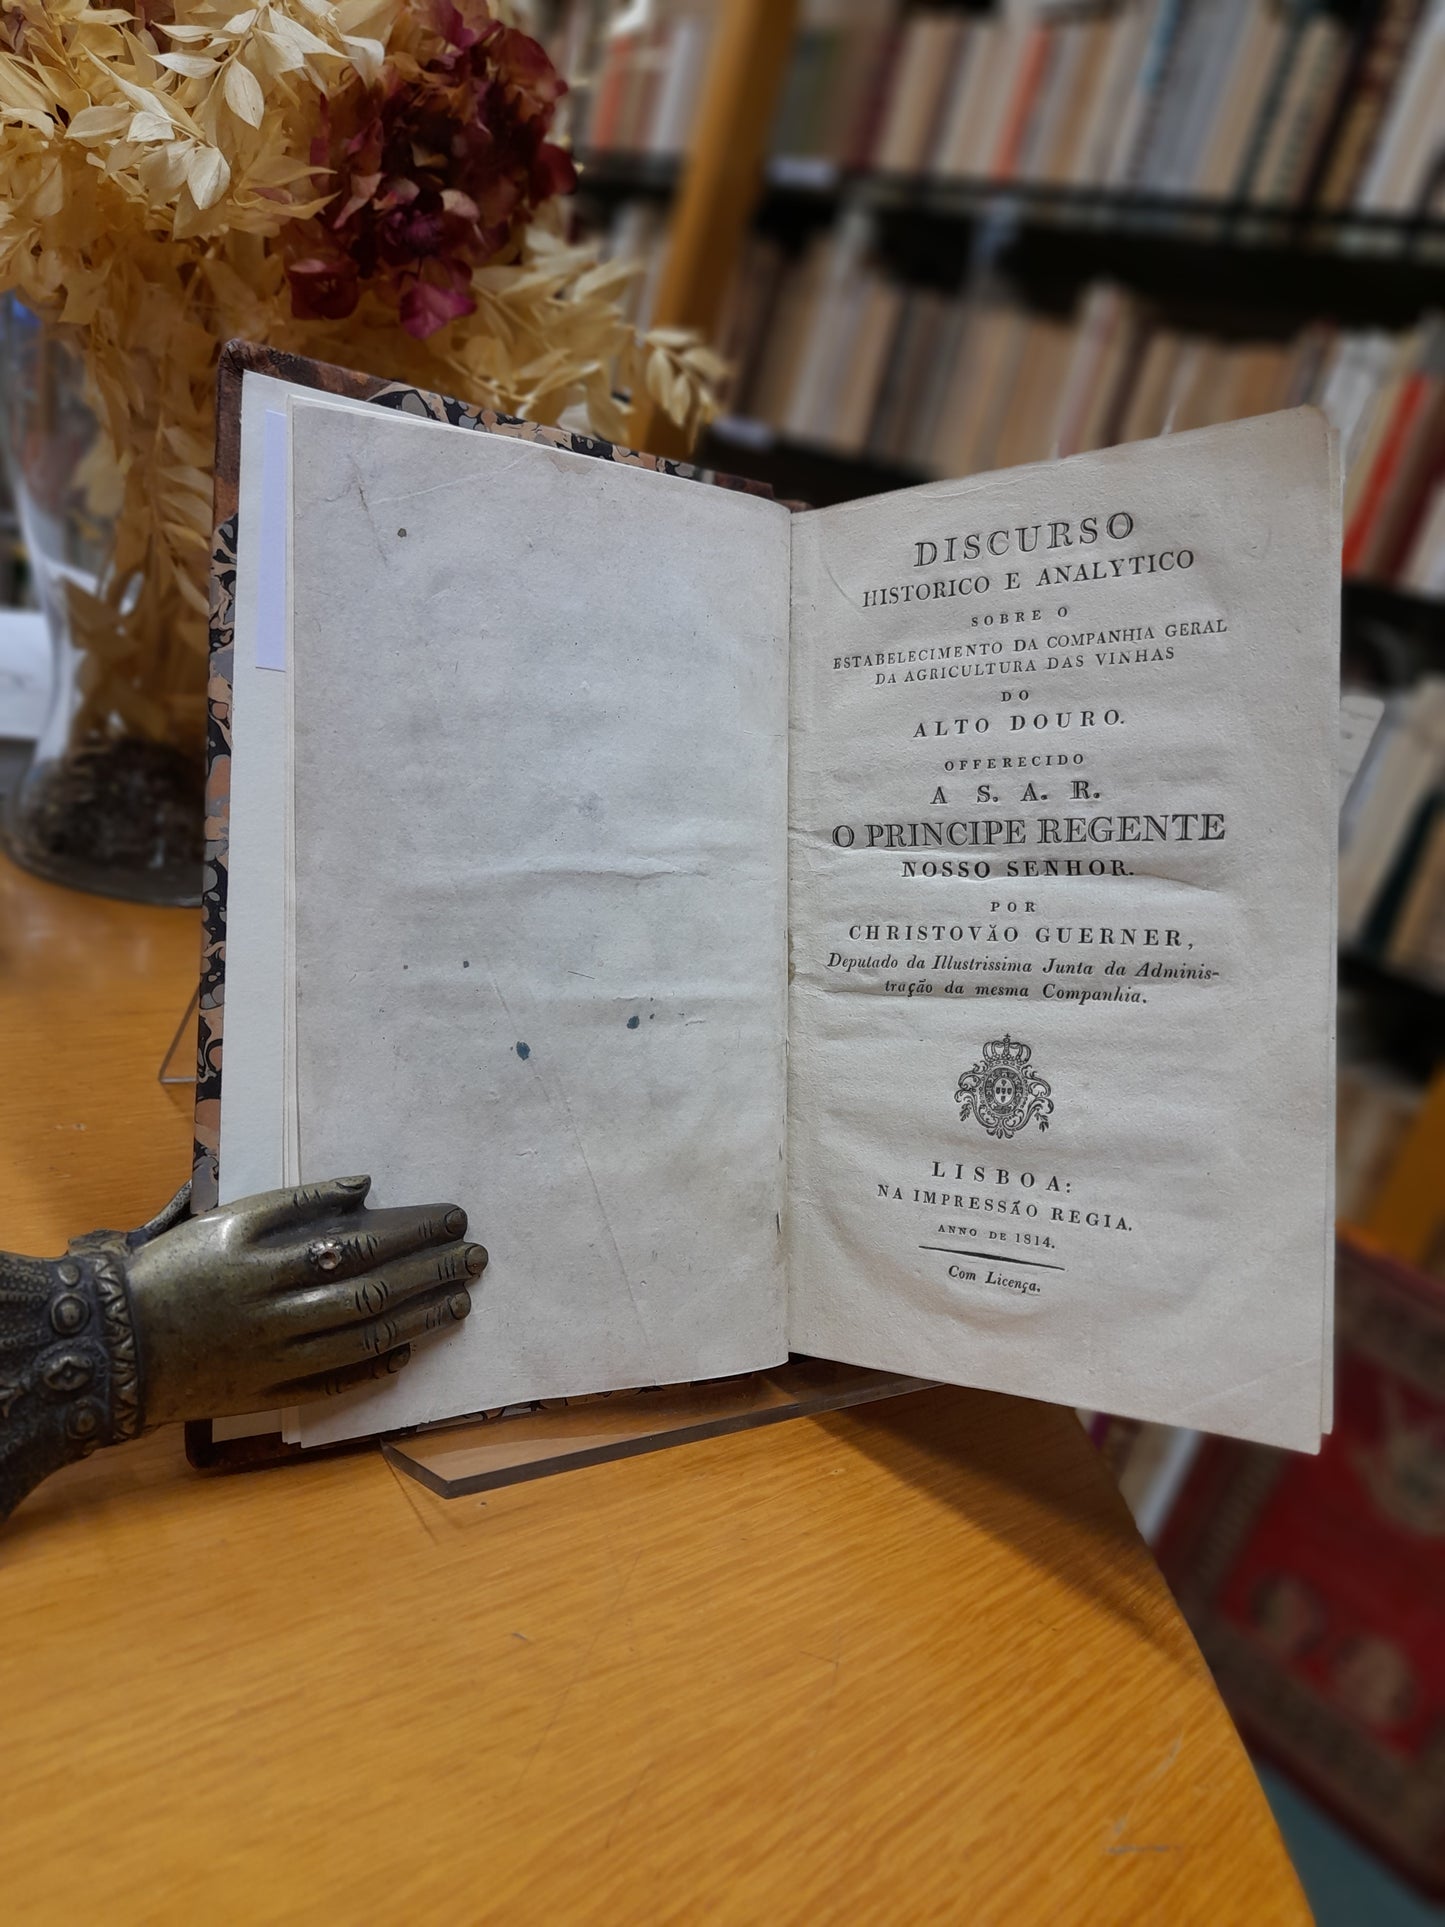 DISCURSO
HISTORICO E ANALYTICO
SOBRE O
ESTABELECIMENTO DA COMPANHIA GERAL
DA AGRICULTURA DAS VINHAS
DO
ALTO DOURO.
OFFERECIDO
A S. A. R.
O PRINCIPE REGENTE
NOSSO SENHOR.
POR
CHRISTOVÃO GUERNER,
Deputado da Illustrissima Junta da Adminis-
tração da mesma Companhia.
LISBOA:
NA IMPRESSÃO REGIA.
ANNO DE 1814.
Com Licença.